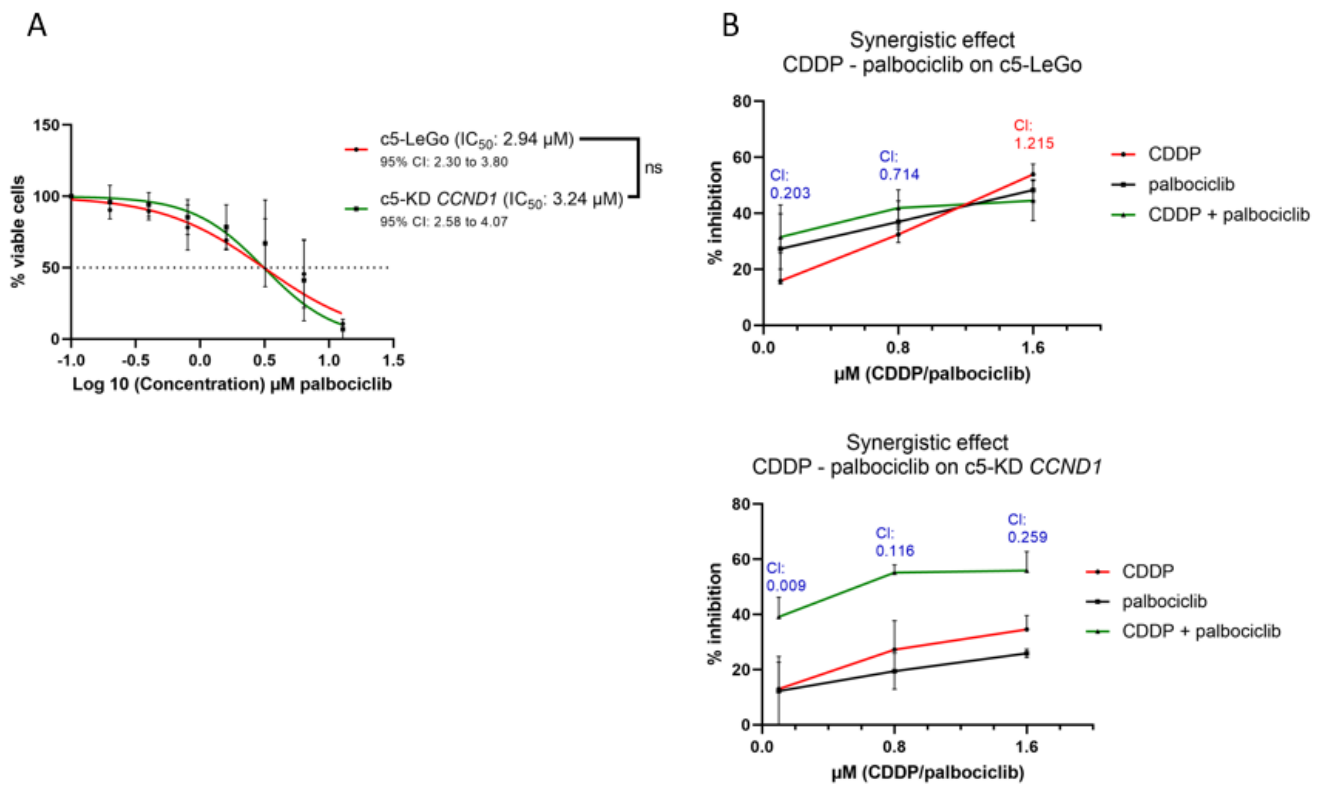 A
150
100
50
0
% viable cells
-1.0 -0.5 0.0 0.5 1.0 1.5
Log 10 (Concentration) µM palbociclib
c5-LeGo (IC50: 2.94 µM)
95% CI: 2.30 to 3.80
c5-KD CCND1 (IC50: 3.24 µM)
95% CI: 2.58 to 4.07
ns
B
Synergistic effect
CDDP - palbociclib on c5-LeGo
80
60
40
20
0
% inhibition
CI:
0.203
CI:
0.714
CI:
1.215
0.0 0.8 1.6
µM (CDDP/palbociclib)
CDDP
palbociclib
CDDP + palbociclib
Synergistic effect
CDDP - palbociclib on c5-KD CCND1
80
60
40
20
0
% inhibition
CI:
0.009
CI:
0.116
CI:
0.259
0.0 0.8 1.6
µM (CDDP/palbociclib)
CDDP
palbociclib
CDDP + palbociclib